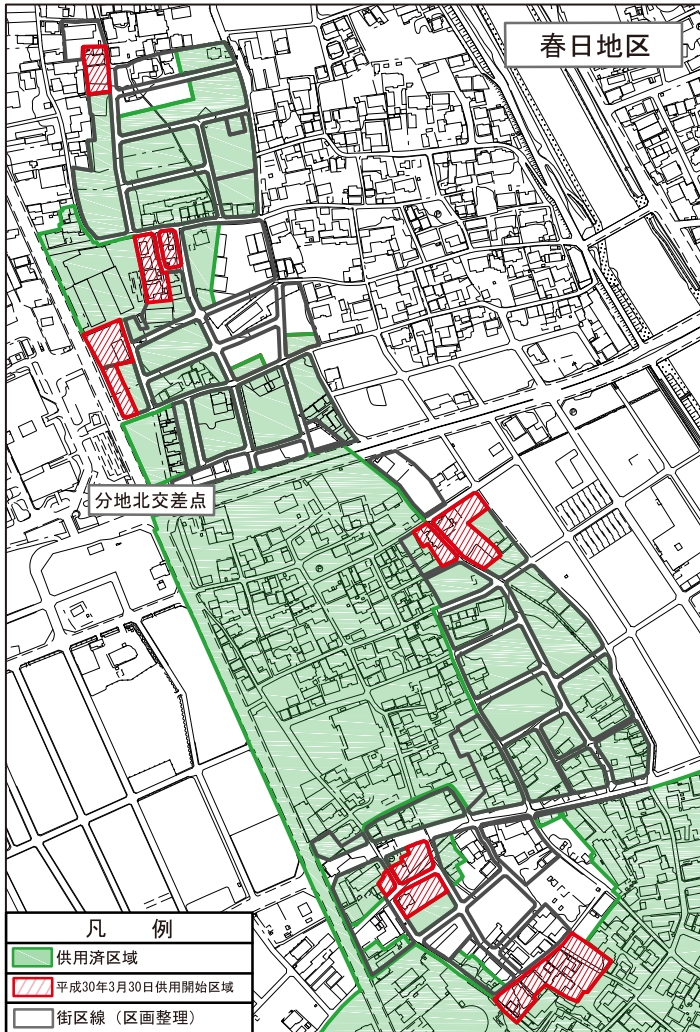 春日地区
分地北交差点
凡 例
供用済区域
平成30年3月30日供用開始区域
街区線（区画整理）